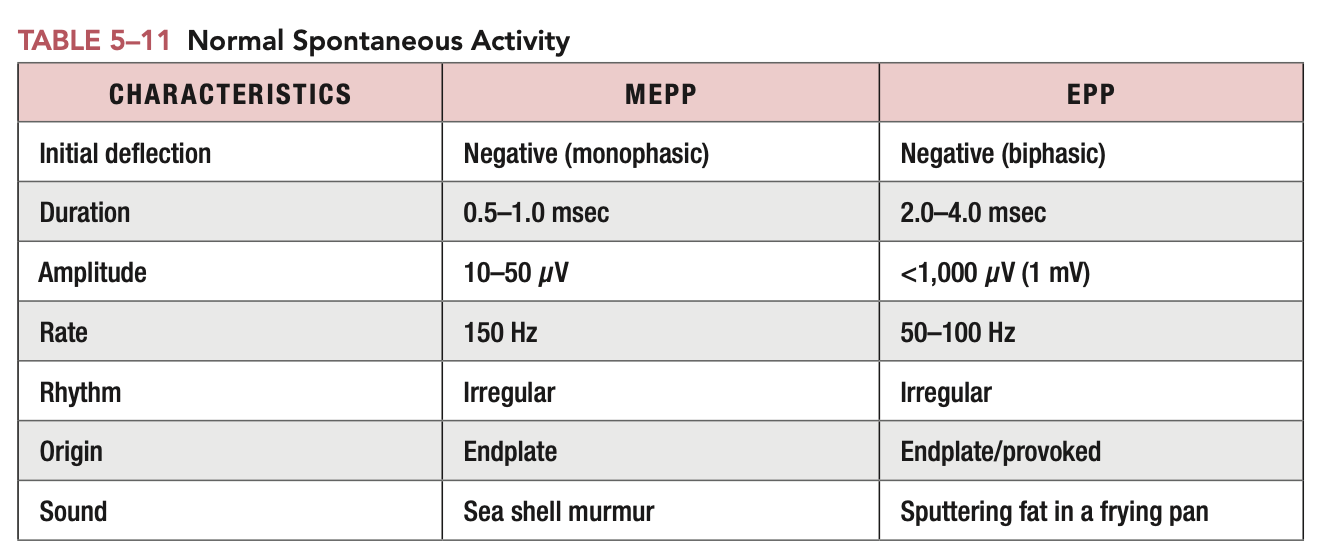 TABLE 5–11 Normal Spontaneous Activity
CHARACTERISTICS MEPP EPP
Initial deflection Negative (monophasic) Negative (biphasic)
Duration 0.5–1.0 msec 2.0–4.0 msec
Amplitude 10–50 µV <1,000 µV (1 mV)
Rate 150 Hz 50–100 Hz
Rhythm Irregular Irregular
Origin Endplate Endplate/provoked
Sound Sea shell murmur Sputtering fat in a frying pan